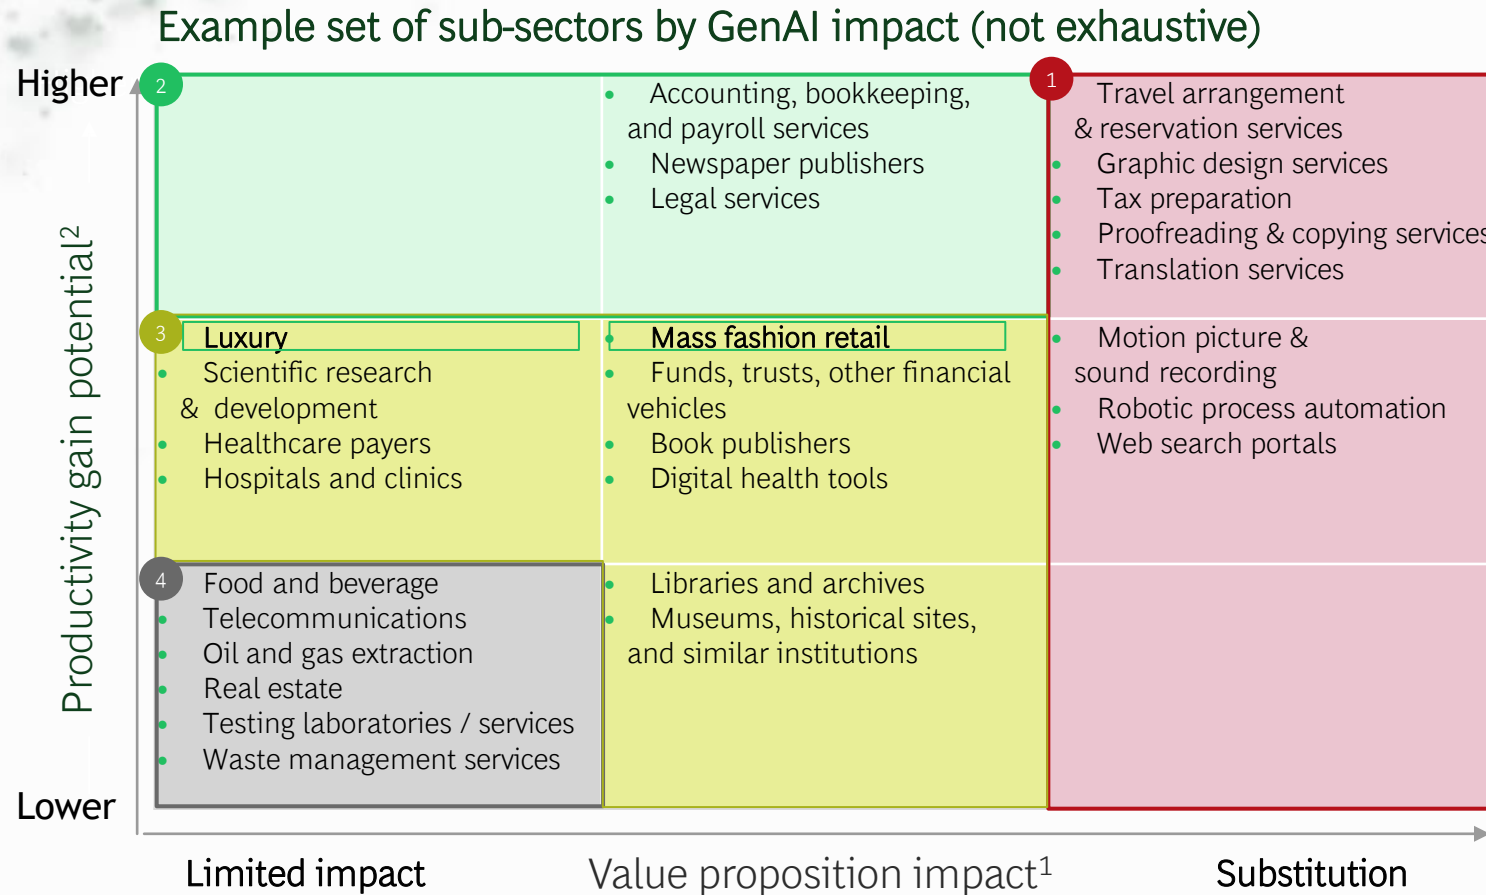 Example set of sub-sectors by GenAI impact (not exhaustive)
Higher
Productivity gain potential²
Lower
2
Accounting, bookkeeping,
and payroll services
Newspaper publishers
Legal services
1
Travel arrangement
& reservation services
Graphic design services
Tax preparation
Proofreading & copying services
Translation services
3
Luxury
Scientific research
& development
Healthcare payers
Hospitals and clinics
Mass fashion retail
Funds, trusts, other financial
vehicles
Book publishers
Digital health tools
Motion picture &
sound recording
Robotic process automation
Web search portals
4
Food and beverage
Telecommunications
Oil and gas extraction
Real estate
Testing laboratories / services
Waste management services
Libraries and archives
Museums, historical sites,
and similar institutions
Limited impact
Value proposition impact¹
Substitution